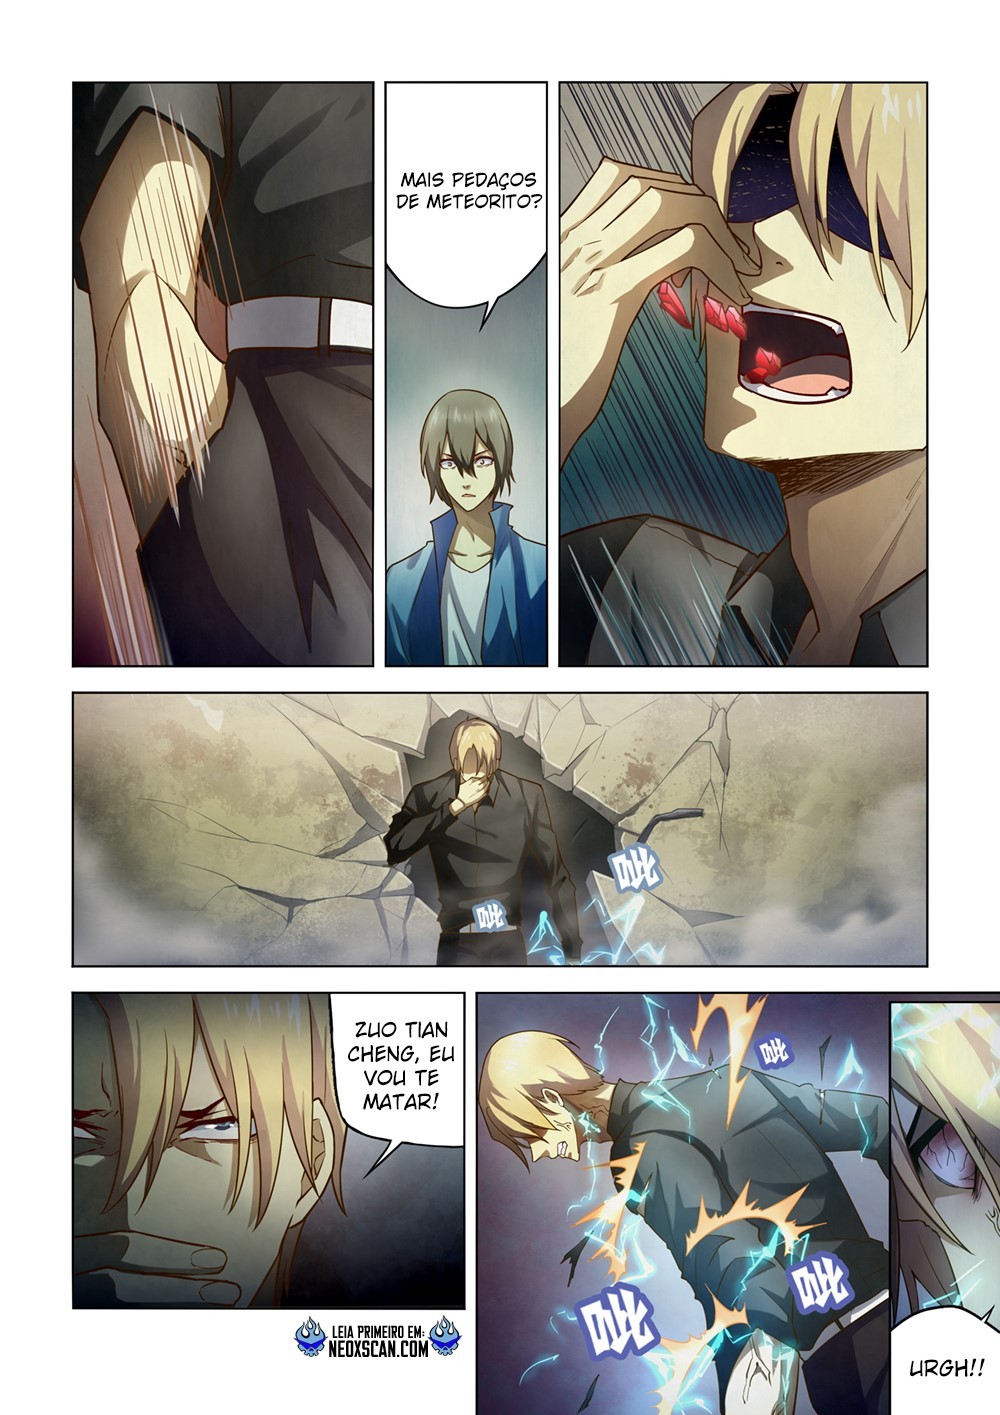 MAIS PEDAÇOS
DE METEORITO?
呲
呲
ZUO TIAN
CHENG, EU
VOU TE
MATAR!
呲
呲
呲
URGH!!
LEIA PRIMEIRO EM:
NEOXSCAN.COM